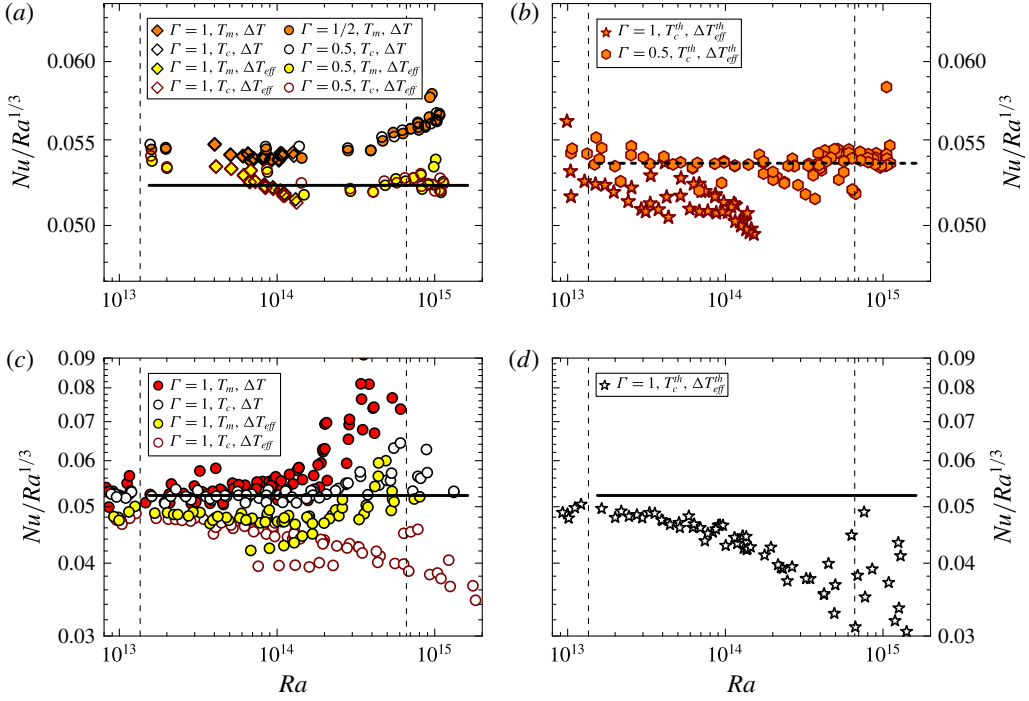 (a)
Γ = 1, T_m, ΔT
Γ = 1, T_c, ΔT
Γ = 1, T_m, ΔT_eff
Γ = 1, T_c, ΔT_eff
Γ = 1/2, T_m, ΔT
Γ = 0.5, T_c, ΔT
Γ = 0.5, T_m, ΔT_eff
Γ = 0.5, T_c, ΔT_eff
0.060
0.055
0.050
Nu/Ra^{1/3}
10^{13}
10^{14}
10^{15}
(b)
Γ = 1, T_c^{th}, ΔT_eff^{th}
Γ = 0.5, T_c^{th}, ΔT_eff^{th}
0.060
0.055
0.050
Nu/Ra^{1/3}
10^{13}
10^{14}
10^{15}
(c)
Γ = 1, T_m, ΔT
Γ = 1, T_c, ΔT
Γ = 1, T_m, ΔT_eff
Γ = 1, T_c, ΔT_eff
0.09
0.08
0.07
0.06
0.05
0.04
0.03
Nu/Ra^{1/3}
10^{13}
10^{14}
10^{15}
Ra
(d)
Γ = 1, T_c^{th}, ΔT_eff^{th}
0.09
0.08
0.07
0.06
0.05
0.04
0.03
Nu/Ra^{1/3}
10^{13}
10^{14}
10^{15}
Ra